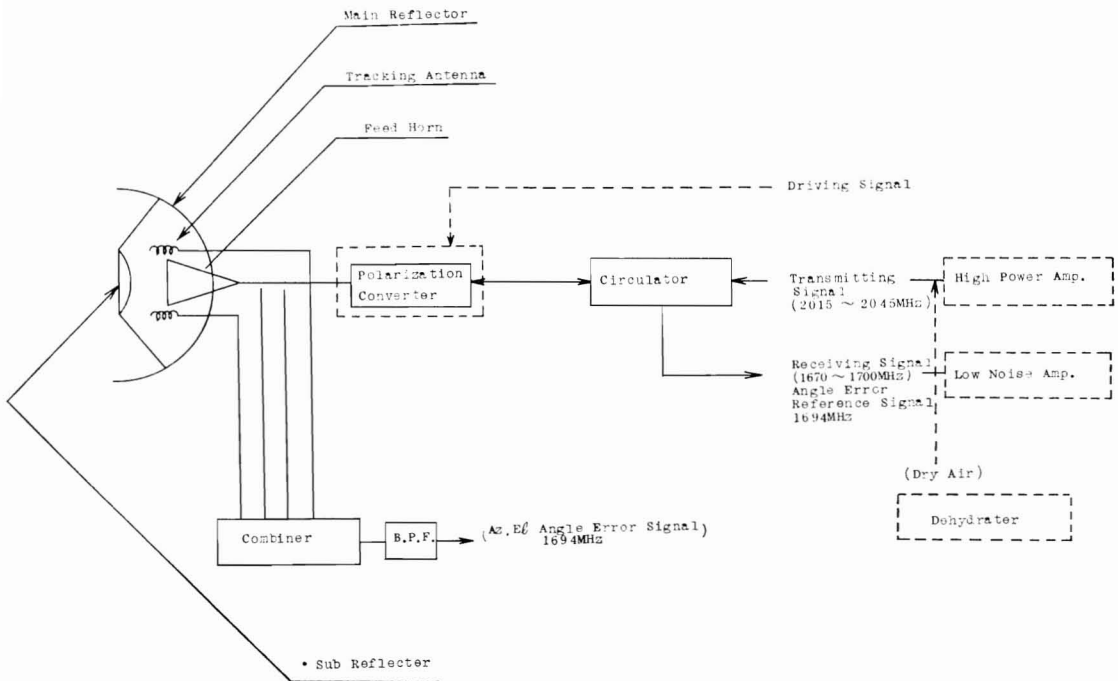 Main Reflector
Tracking Antenna
Feed Horn
Driving Signal
Polarization
Converter
Circulator
Transmitting
Signal
(2015 ~ 2045MHz)
High Power Amp.
Receiving Signal
(1670 ~ 1700MHz)
Angle Error
Reference Signal
1694MHz
Low Noise Amp.
(Dry Air)
Dehydrater
Combiner
B.P.F.
(Az, Eℓ Angle Error Signal)
1694MHz
• Sub Reflecter